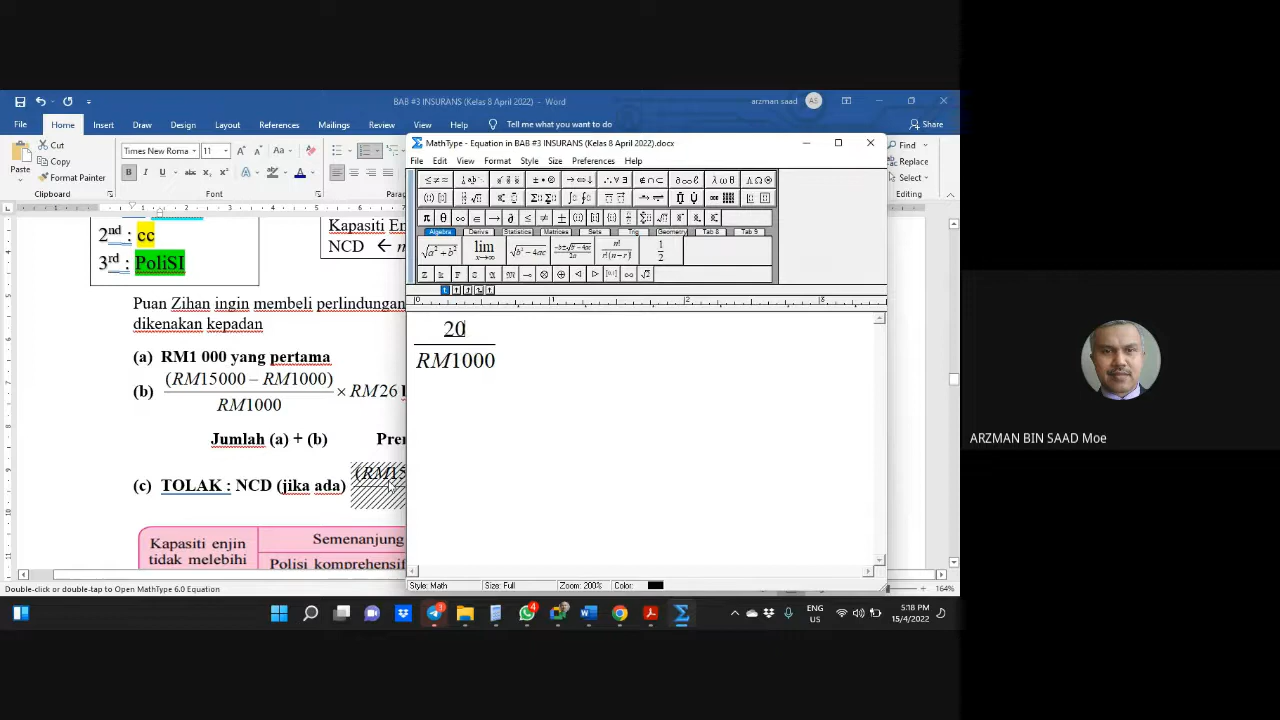 BAB #3 INSURANS (Kelas 8 April 2022) - Word
arzman saad
AS
File Home Insert Draw Design Layout References Mailings Review View Help Tell me what you want to do
Share
Cut
Copy
Format Painter
Paste
Clipboard
Times New Roma
11
Font
Find
Replace
Select
Editing
MathType - Equation in BAB #3 INSURANS (Kelas 8 April 2022).docx
File Edit View Format Style Size Preferences Help
Algebra Derivs Statistics Matrices Sets Trig Geometry Tab 8 Tab 9
20
RM1000
Style: Math Size: Full Zoom: 200% Color:
2nd : cc
3rd : PoliSI
Kapasiti En
NCD ←
Puan Zihan ingin membeli perlindungan
dikenakan kepadan
(a) RM1 000 yang pertama
(b) (RM15000 – RM1000)
RM1000
× RM26
Jumlah (a) + (b)
(c) TOLAK : NCD (jika ada)
(RM15
Kapasiti enjin
tidak melebihi
Semenanjung
Polisi komprehensif
Double-click or double-tap to Open MathType 6.0 Equation
164%
ENG
US
5:18 PM
15/4/2022
ARZMAN BIN SAAD Moe